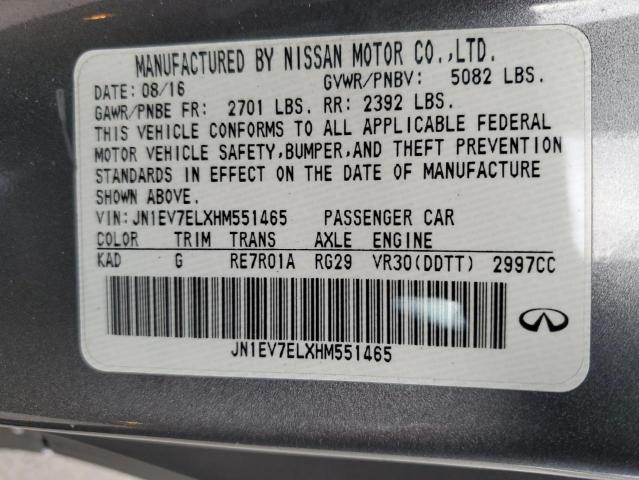 MANUFACTURED BY NISSAN MOTOR CO.,LTD.
DATE: 08/16 GVWR/PNBV: 5082 LBS.
GAWR/PNBE FR: 2701 LBS. RR: 2392 LBS.
THIS VEHICLE CONFORMS TO ALL APPLICABLE FEDERAL
MOTOR VEHICLE SAFETY,BUMPER,AND THEFT PREVENTION
STANDARDS IN EFFECT ON THE DATE OF MANUFACTURE
SHOWN ABOVE.
VIN: JN1EV7ELXHM551465 PASSENGER CAR
COLOR TRIM TRANS AXLE ENGINE
KAD G RE7R01A RG29 VR30(DDTT) 2997CC
JN1EV7ELXHM551465